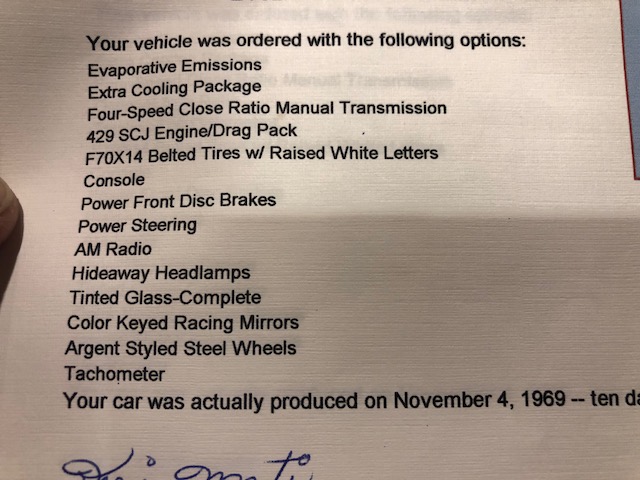 Your vehicle was ordered with the following options:
Evaporative Emissions
Extra Cooling Package
Four-Speed Close Ratio Manual Transmission
429 SCJ Engine/Drag Pack
F70X14 Belted Tires w/ Raised White Letters
Console
Power Front Disc Brakes
Power Steering
AM Radio
Hideaway Headlamps
Tinted Glass-Complete
Color Keyed Racing Mirrors
Argent Styled Steel Wheels
Tachometer
Your car was actually produced on November 4, 1969 -- ten